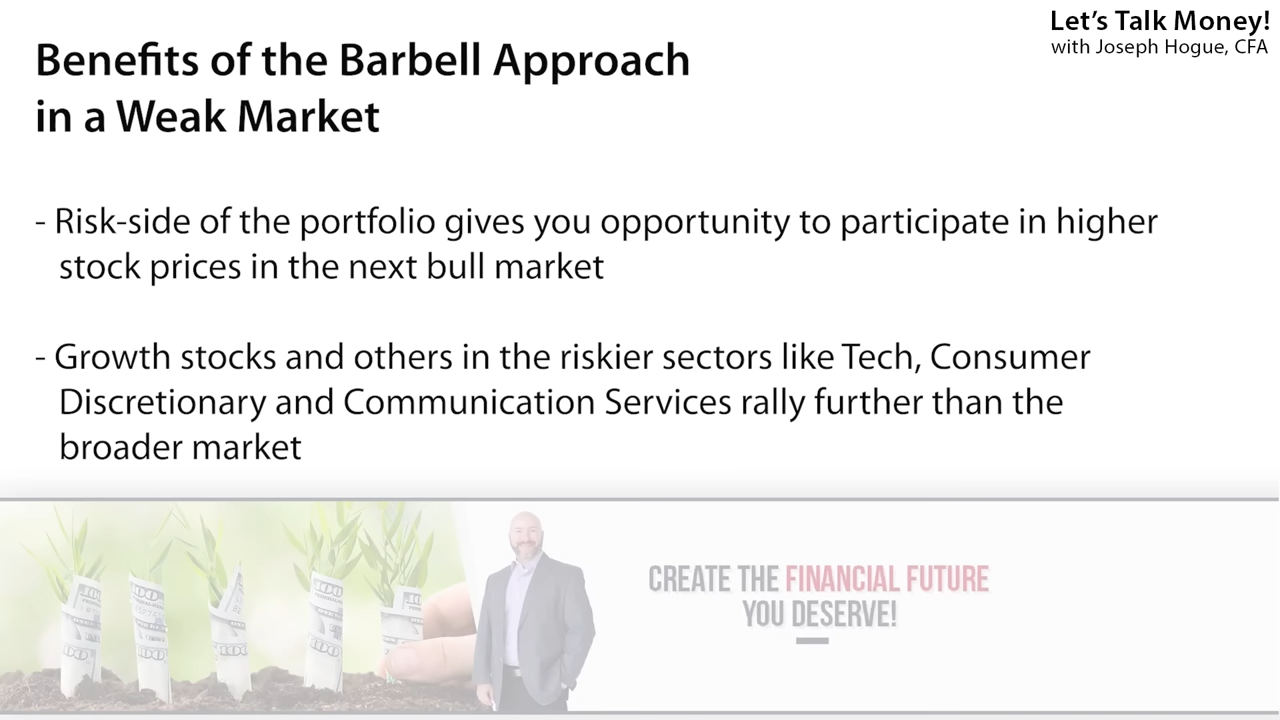 Let's Talk Money!
with Joseph Hogue, CFA
Benefits of the Barbell Approach
in a Weak Market
- Risk-side of the portfolio gives you opportunity to participate in higher
stock prices in the next bull market
- Growth stocks and others in the riskier sectors like Tech, Consumer
Discretionary and Communication Services rally further than the
broader market
CREATE THE FINANCIAL FUTURE
YOU DESERVE!